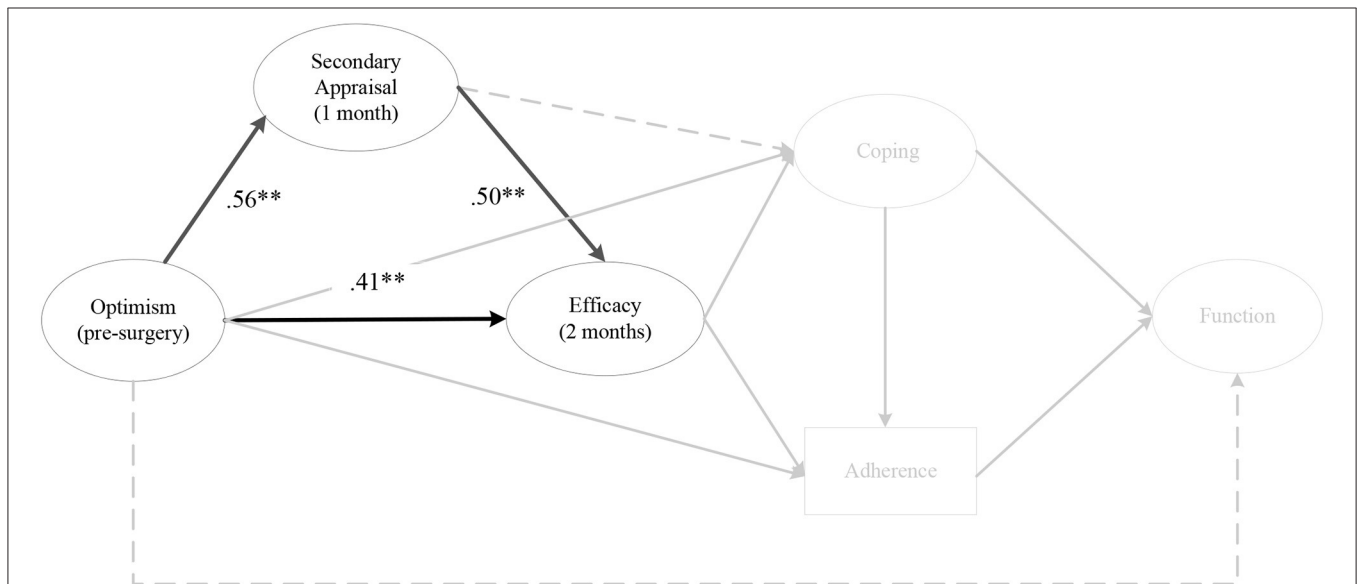 Secondary
Appraisal
(1 month)
Coping
.56**
.50**
.41**
Optimism
(pre-surgery)
Efficacy
(2 months)
Function
Adherence